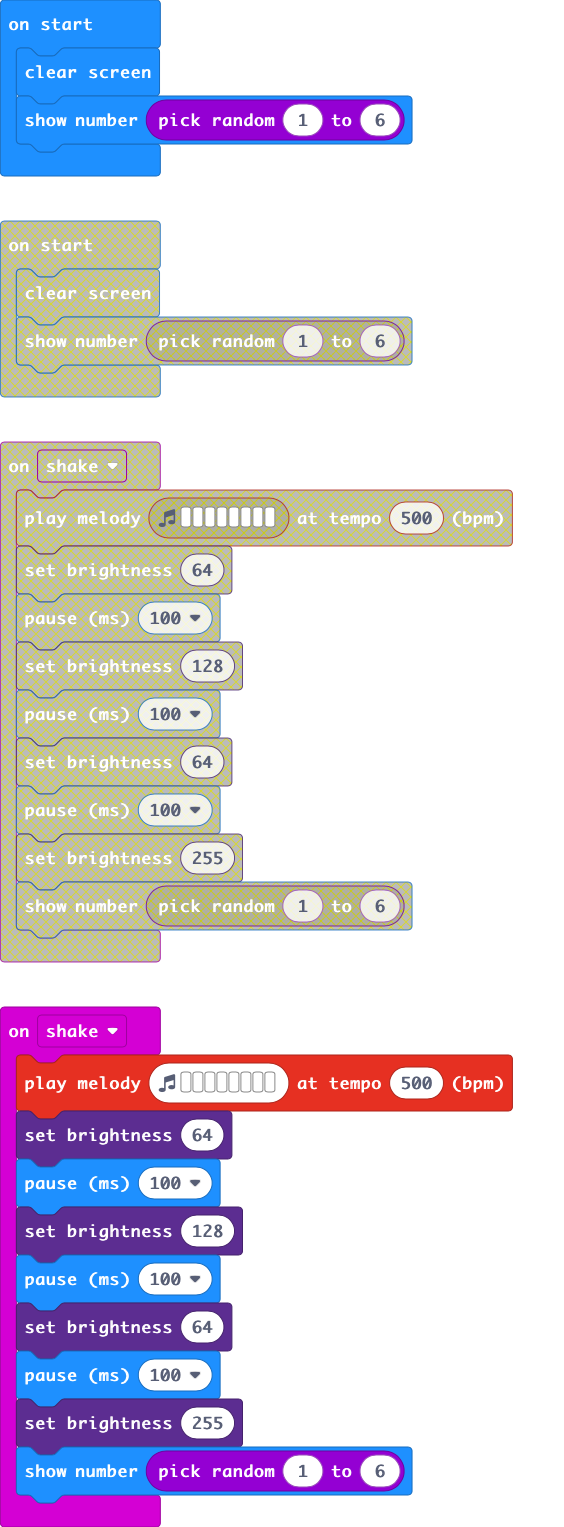 on start
clear screen
show number pick random 1 to 6
on start
clear screen
show number pick random 1 to 6
on shake
play melody at tempo 500 (bpm)
set brightness 64
pause (ms) 100
set brightness 128
pause (ms) 100
set brightness 64
pause (ms) 100
set brightness 255
show number pick random 1 to 6
on shake
play melody at tempo 500 (bpm)
set brightness 64
pause (ms) 100
set brightness 128
pause (ms) 100
set brightness 64
pause (ms) 100
set brightness 255
show number pick random 1 to 6